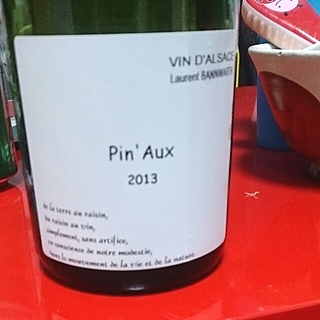 VIN D'ALSACE
Laurent BANNWARTH
Pin'Aux
2013
de la terre au raisin,
du raisin au vin,
simplement, sans artifice,
en conscience de notre modestie,
dans le mouvement de la vie et de la nature.